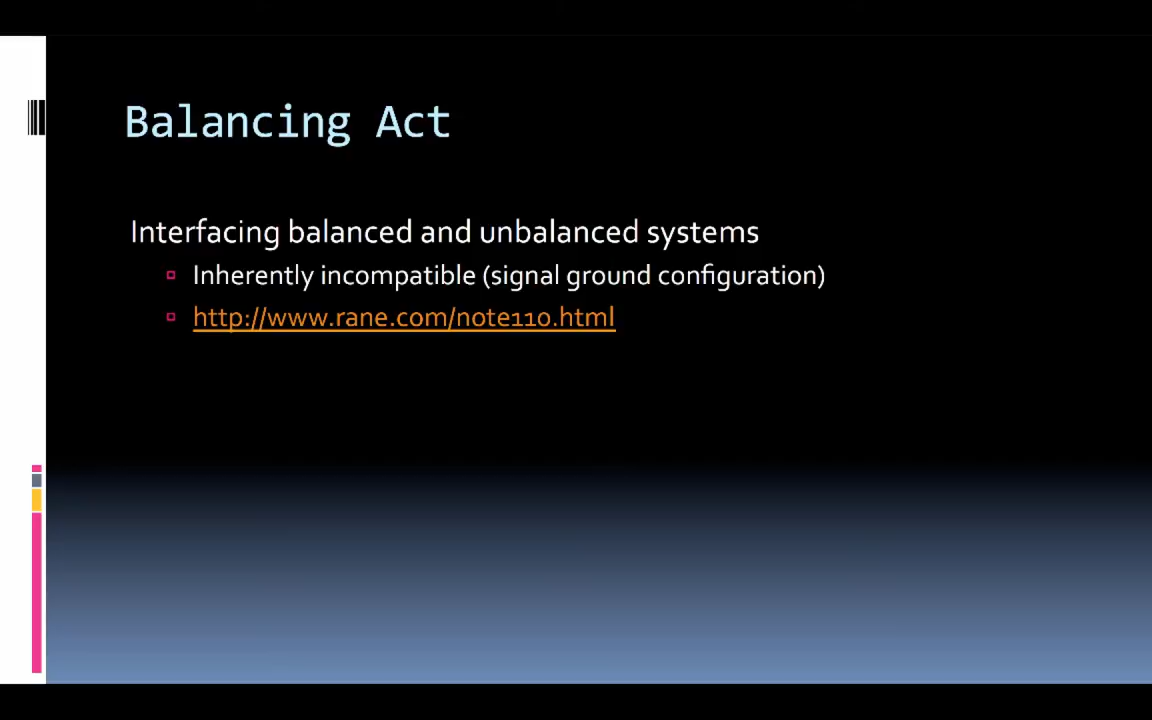 Balancing Act
Interfacing balanced and unbalanced systems
Inherently incompatible (signal ground configuration)
http://www.rane.com/note110.html